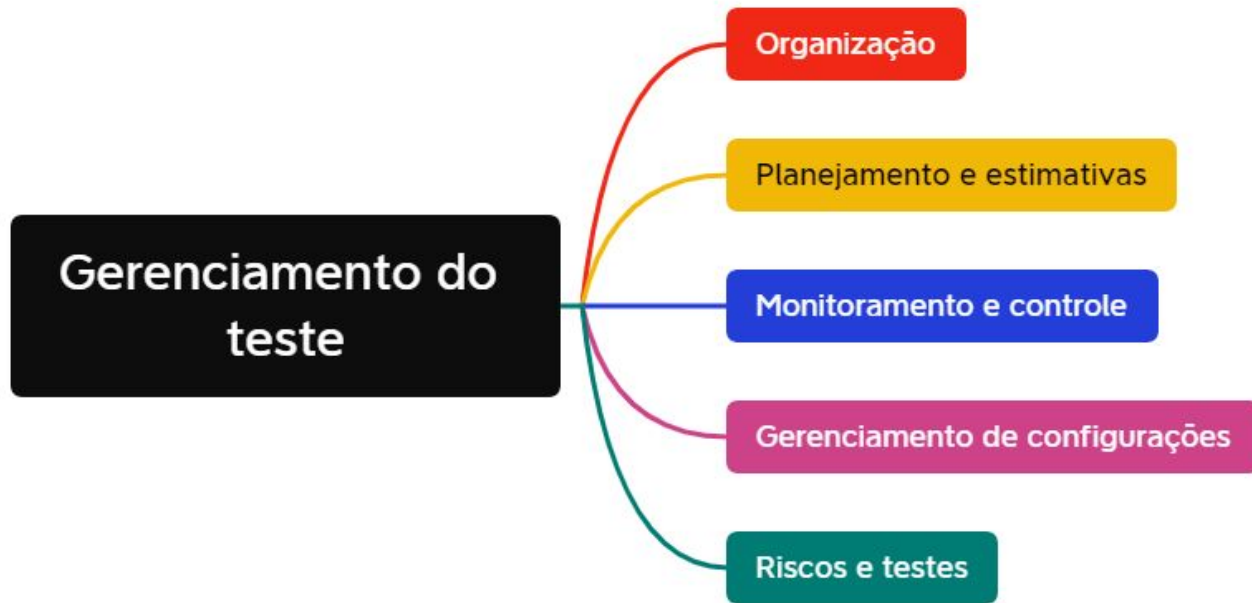 Gerenciamento do
teste
Organização
Planejamento e estimativas
Monitoramento e controle
Gerenciamento de configurações
Riscos e testes